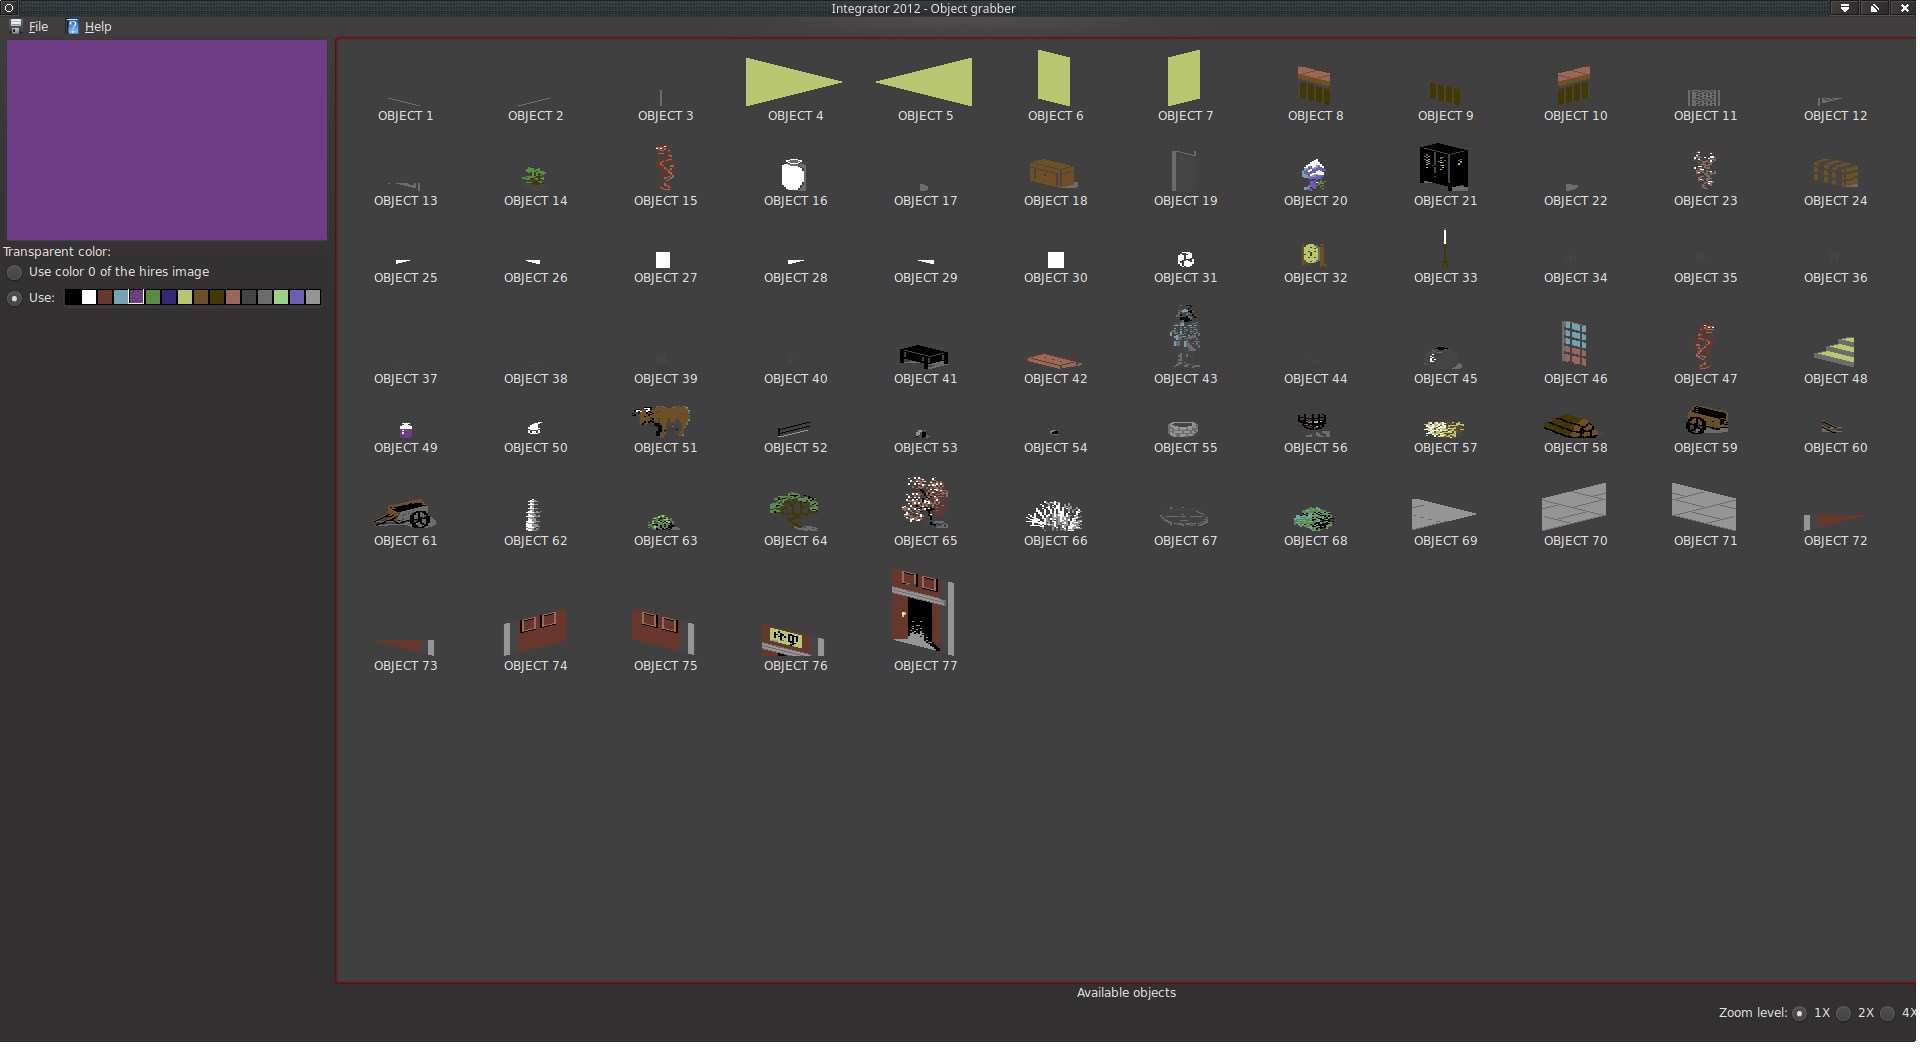 Integrator 2012 - Object grabber
File Help
Transparent color:
Use color 0 of the hires image
Use:
OBJECT 1 OBJECT 2 OBJECT 3 OBJECT 4 OBJECT 5 OBJECT 6 OBJECT 7 OBJECT 8 OBJECT 9 OBJECT 10 OBJECT 11 OBJECT 12
OBJECT 13 OBJECT 14 OBJECT 15 OBJECT 16 OBJECT 17 OBJECT 18 OBJECT 19 OBJECT 20 OBJECT 21 OBJECT 22 OBJECT 23 OBJECT 24
OBJECT 25 OBJECT 26 OBJECT 27 OBJECT 28 OBJECT 29 OBJECT 30 OBJECT 31 OBJECT 32 OBJECT 33 OBJECT 34 OBJECT 35 OBJECT 36
OBJECT 37 OBJECT 38 OBJECT 39 OBJECT 40 OBJECT 41 OBJECT 42 OBJECT 43 OBJECT 44 OBJECT 45 OBJECT 46 OBJECT 47 OBJECT 48
OBJECT 49 OBJECT 50 OBJECT 51 OBJECT 52 OBJECT 53 OBJECT 54 OBJECT 55 OBJECT 56 OBJECT 57 OBJECT 58 OBJECT 59 OBJECT 60
OBJECT 61 OBJECT 62 OBJECT 63 OBJECT 64 OBJECT 65 OBJECT 66 OBJECT 67 OBJECT 68 OBJECT 69 OBJECT 70 OBJECT 71 OBJECT 72
OBJECT 73 OBJECT 74 OBJECT 75 OBJECT 76 OBJECT 77
Available objects
Zoom level: 1X 2X 4X